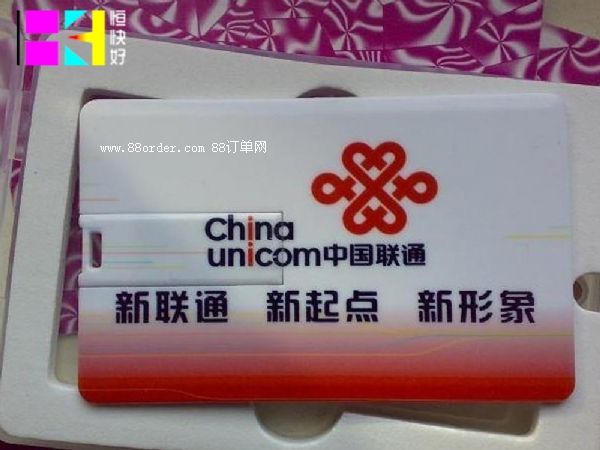 恒快好
www.88order.com 88订单网
China
unicom中国联通
新联通 新起点 新形象